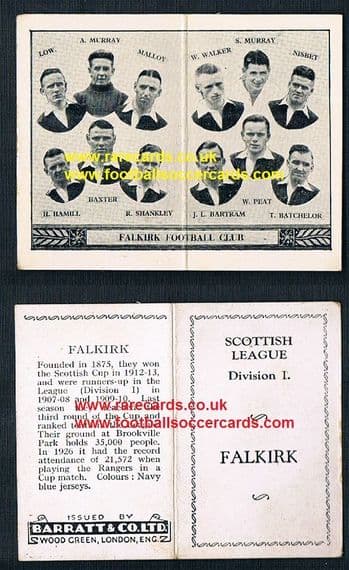 A. MURRAY
S. MURRAY
LOW
MALLOY
W. WALKER
NISBET
www.rarecards.co.uk
www.footballsoccercards.com
BAXTER
W. PEAT
H. HAMILL
R. SHANKLEY
J. L. BARTRAM
T. BATCHELOR
FALKIRK FOOTBALL CLUB
FALKIRK
Founded in 1875, they won
the Scottish Cup in 1912-13,
and were runners-up in the
League (Division 1) in
1907-08 and 1909-10. Last
season
www.rarecards.co.uk
third round of the Cup and
ranked
www.footballsoccercards.com
Their ground at Brookville
Park holds 35,000 people.
In 1926 it had the record
attendance of 21,572 when
playing the Rangers in a
Cup match. Colours : Navy
blue jerseys.
ISSUED BY
BARRATT & CO. LTD.
WOOD GREEN, LONDON, ENG.
SCOTTISH
LEAGUE
Division I.
FALKIRK